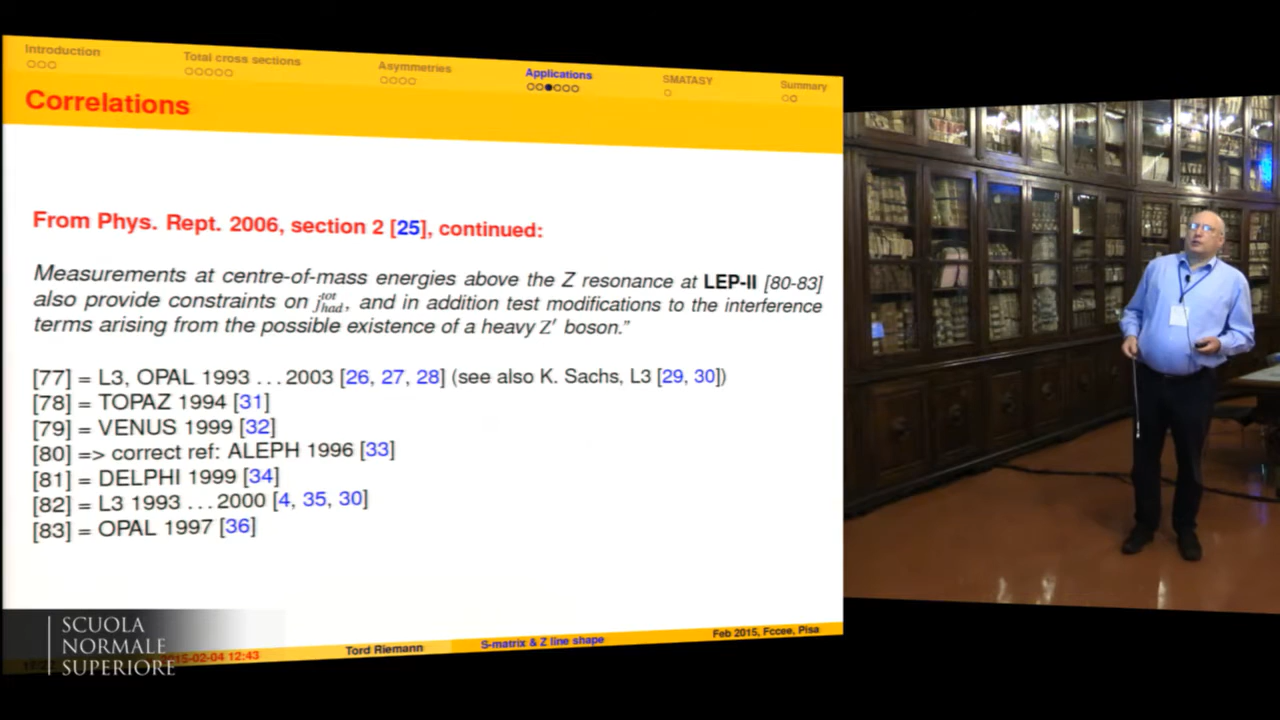 Introduction
Total cross sections
Asymmetries
Applications
SMATASY
Summary
Correlations
From Phys. Rept. 2006, section 2 [25], continued:
Measurements at centre-of-mass energies above the Z resonance at LEP-II [80-83]
also provide constraints on j^{tot}_{had}, and in addition test modifications to the interference
terms arising from the possible existence of a heavy Z′ boson."
[77] = L3, OPAL 1993 ...2003 [26, 27, 28] (see also K. Sachs, L3 [29, 30])
[78] = TOPAZ 1994 [31]
[79] = VENUS 1999 [32]
[80] => correct ref: ALEPH 1996 [33]
[81] = DELPHI 1999 [34]
[82] = L3 1993 ...2000 [4, 35, 30]
[83] = OPAL 1997 [36]
SCUOLA
NORMALE
SUPERIORE
2015-02-04 12:43
Tord Riemann
S-matrix & Z line shape
Feb 2015, Fccee, Pisa